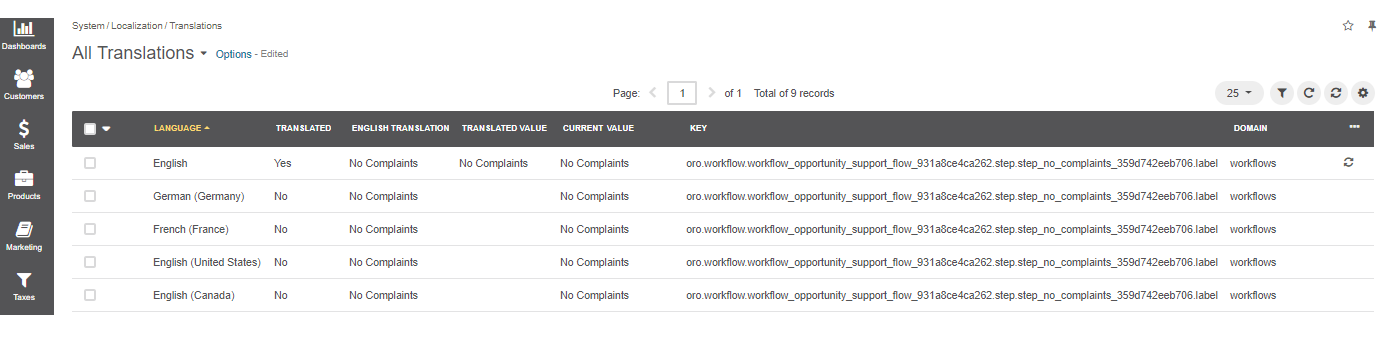 Dashboards
Customers
Sales
Products
Marketing
Taxes
System / Localization / Translations
All Translations Options - Edited
Page: 1 of 1 Total of 9 records 25
LANGUAGE TRANSLATED ENGLISH TRANSLATION TRANSLATED VALUE CURRENT VALUE KEY DOMAIN
English Yes No Complaints No Complaints No Complaints oro.workflow.workflow_opportunity_support_flow_931a8ce4ca262.step.step_no_complaints_359d742eeb706.label workflows
German (Germany) No No Complaints No Complaints oro.workflow.workflow_opportunity_support_flow_931a8ce4ca262.step.step_no_complaints_359d742eeb706.label workflows
French (France) No No Complaints No Complaints oro.workflow.workflow_opportunity_support_flow_931a8ce4ca262.step.step_no_complaints_359d742eeb706.label workflows
English (United States) No No Complaints No Complaints oro.workflow.workflow_opportunity_support_flow_931a8ce4ca262.step.step_no_complaints_359d742eeb706.label workflows
English (Canada) No No Complaints No Complaints oro.workflow.workflow_opportunity_support_flow_931a8ce4ca262.step.step_no_complaints_359d742eeb706.label workflows